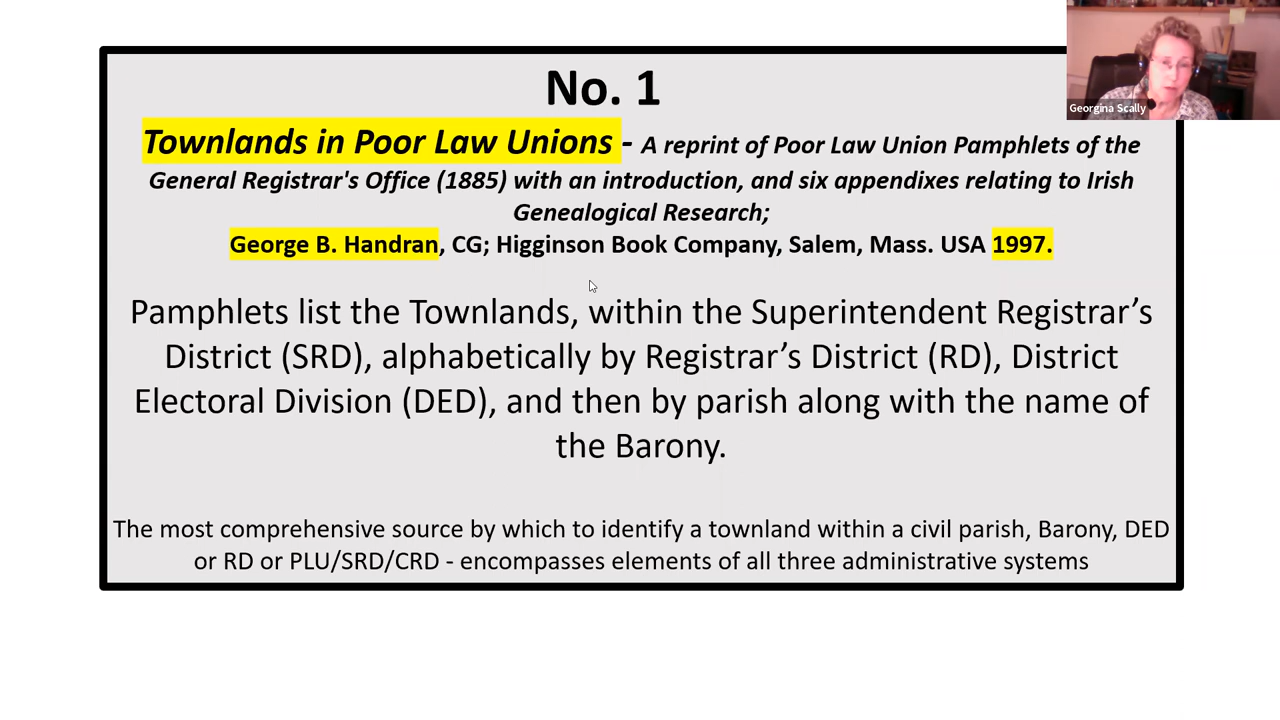 No. 1
Townlands in Poor Law Unions - A reprint of Poor Law Union Pamphlets of the
General Registrar's Office (1885) with an introduction, and six appendixes relating to Irish
Genealogical Research;
George B. Handran, CG; Higginson Book Company, Salem, Mass. USA 1997.
Pamphlets list the Townlands, within the Superintendent Registrar’s
District (SRD), alphabetically by Registrar’s District (RD), District
Electoral Division (DED), and then by parish along with the name of
the Barony.
The most comprehensive source by which to identify a townland within a civil parish, Barony, DED
or RD or PLU/SRD/CRD - encompasses elements of all three administrative systems
Georgina Scally